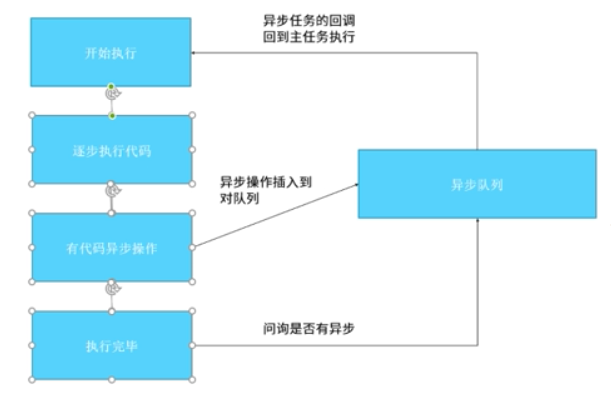 异步任务的回调
回到主任务执行
开始执行
逐步执行代码
异步操作插入到
对队列
异步队列
有代码异步操作
问询是否有异步
执行完毕